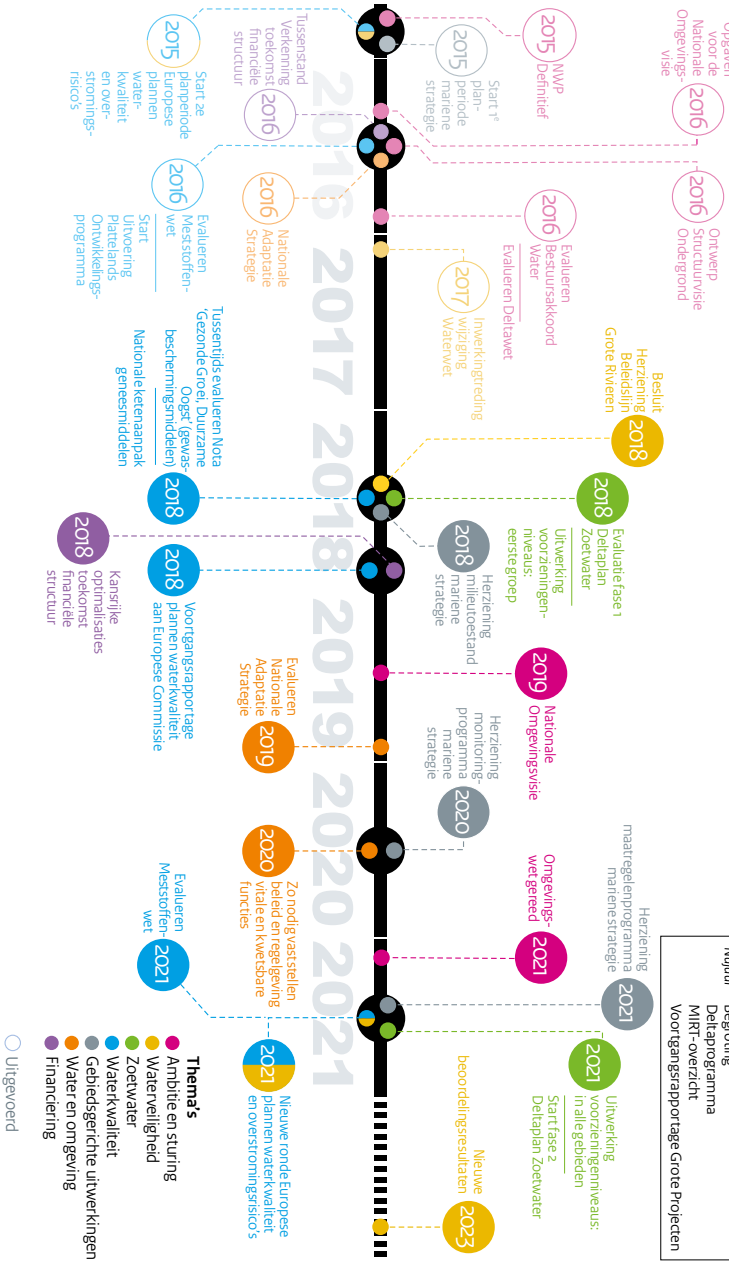 Najaar
Begroting
Deltaprogramma
MIRT-overzicht
Voortgangsrapportage Grote Projecten
Opgaven
voor de
Nationale
Omgevings-
visie
2016
2016
Ontwerp
Structuurvisie
Ondergrond
2015
NWP
Definitief
2015
Start 1e
plan-
periode
mariene
strategie
2016
Evalueren
Bestuursakkoord
Water
Evalueren Deltawet
2017
Inwerkingtreding
wijziging
Waterwet
Besluit
Herziening
Beleidslijn
Grote Rivieren
2018
2018
Evaluatie fase 1
Deltaplan
Zoetwater
Uitwerking
voorzieningen-
niveaus:
eerste groep
2018
Herziening
milieutoestand
mariene
strategie
2019
Nationale
Omgevingsvisie
Herziening
monitoring-
programma
mariene
strategie
2020
Omgevings-
wet gereed
2021
Herziening
maatregelenprogramma
mariene strategie
2021
2021
Uitwerking
voorzieningenniveaus:
in alle gebieden
Start fase 2
Deltaplan Zoetwater
Nieuwe
beoordelingsresultaten
2023
2016 2017 2018 2019 2020 2021
Tussenstand
Verkenning
toekomst
financiële
structuur
2016
2015
Start 2e
planperiode
Europese
plannen
water-
kwaliteit
en over-
stromings-
risico's
2016
Nationale
Adaptatie
Strategie
2016
Evalueren
Meststoffen-
wet
Start
Uitvoering
Plattelands
Ontwikkelings-
programma
Tussentijds evalueren Nota
'Gezonde Groei, Duurzame
Oogst' (gewas-
beschermingsmiddelen)
Nationale ketenaanpak
geneesmiddelen
2018
2018
Voortgangsrapportage
plannen waterkwaliteit
aan Europese Commissie
2018
Kansrijke
optimalisaties
toekomst
financiële
structuur
Evalueren
Nationale
Adaptatie
Strategie
2019
2020
Zo nodig vaststellen
beleid en regelgeving
vitale en kwetsbare
functies
Evalueren
Meststoffen-
wet
2021
2021
Nieuwe ronde Europese
plannen waterkwaliteit
en overstromingsrisico's
Thema's
Ambitie en sturing
Waterveiligheid
Zoetwater
Waterkwaliteit
Gebiedsgerichte uitwerkingen
Water en omgeving
Financiering
Uitgevoerd